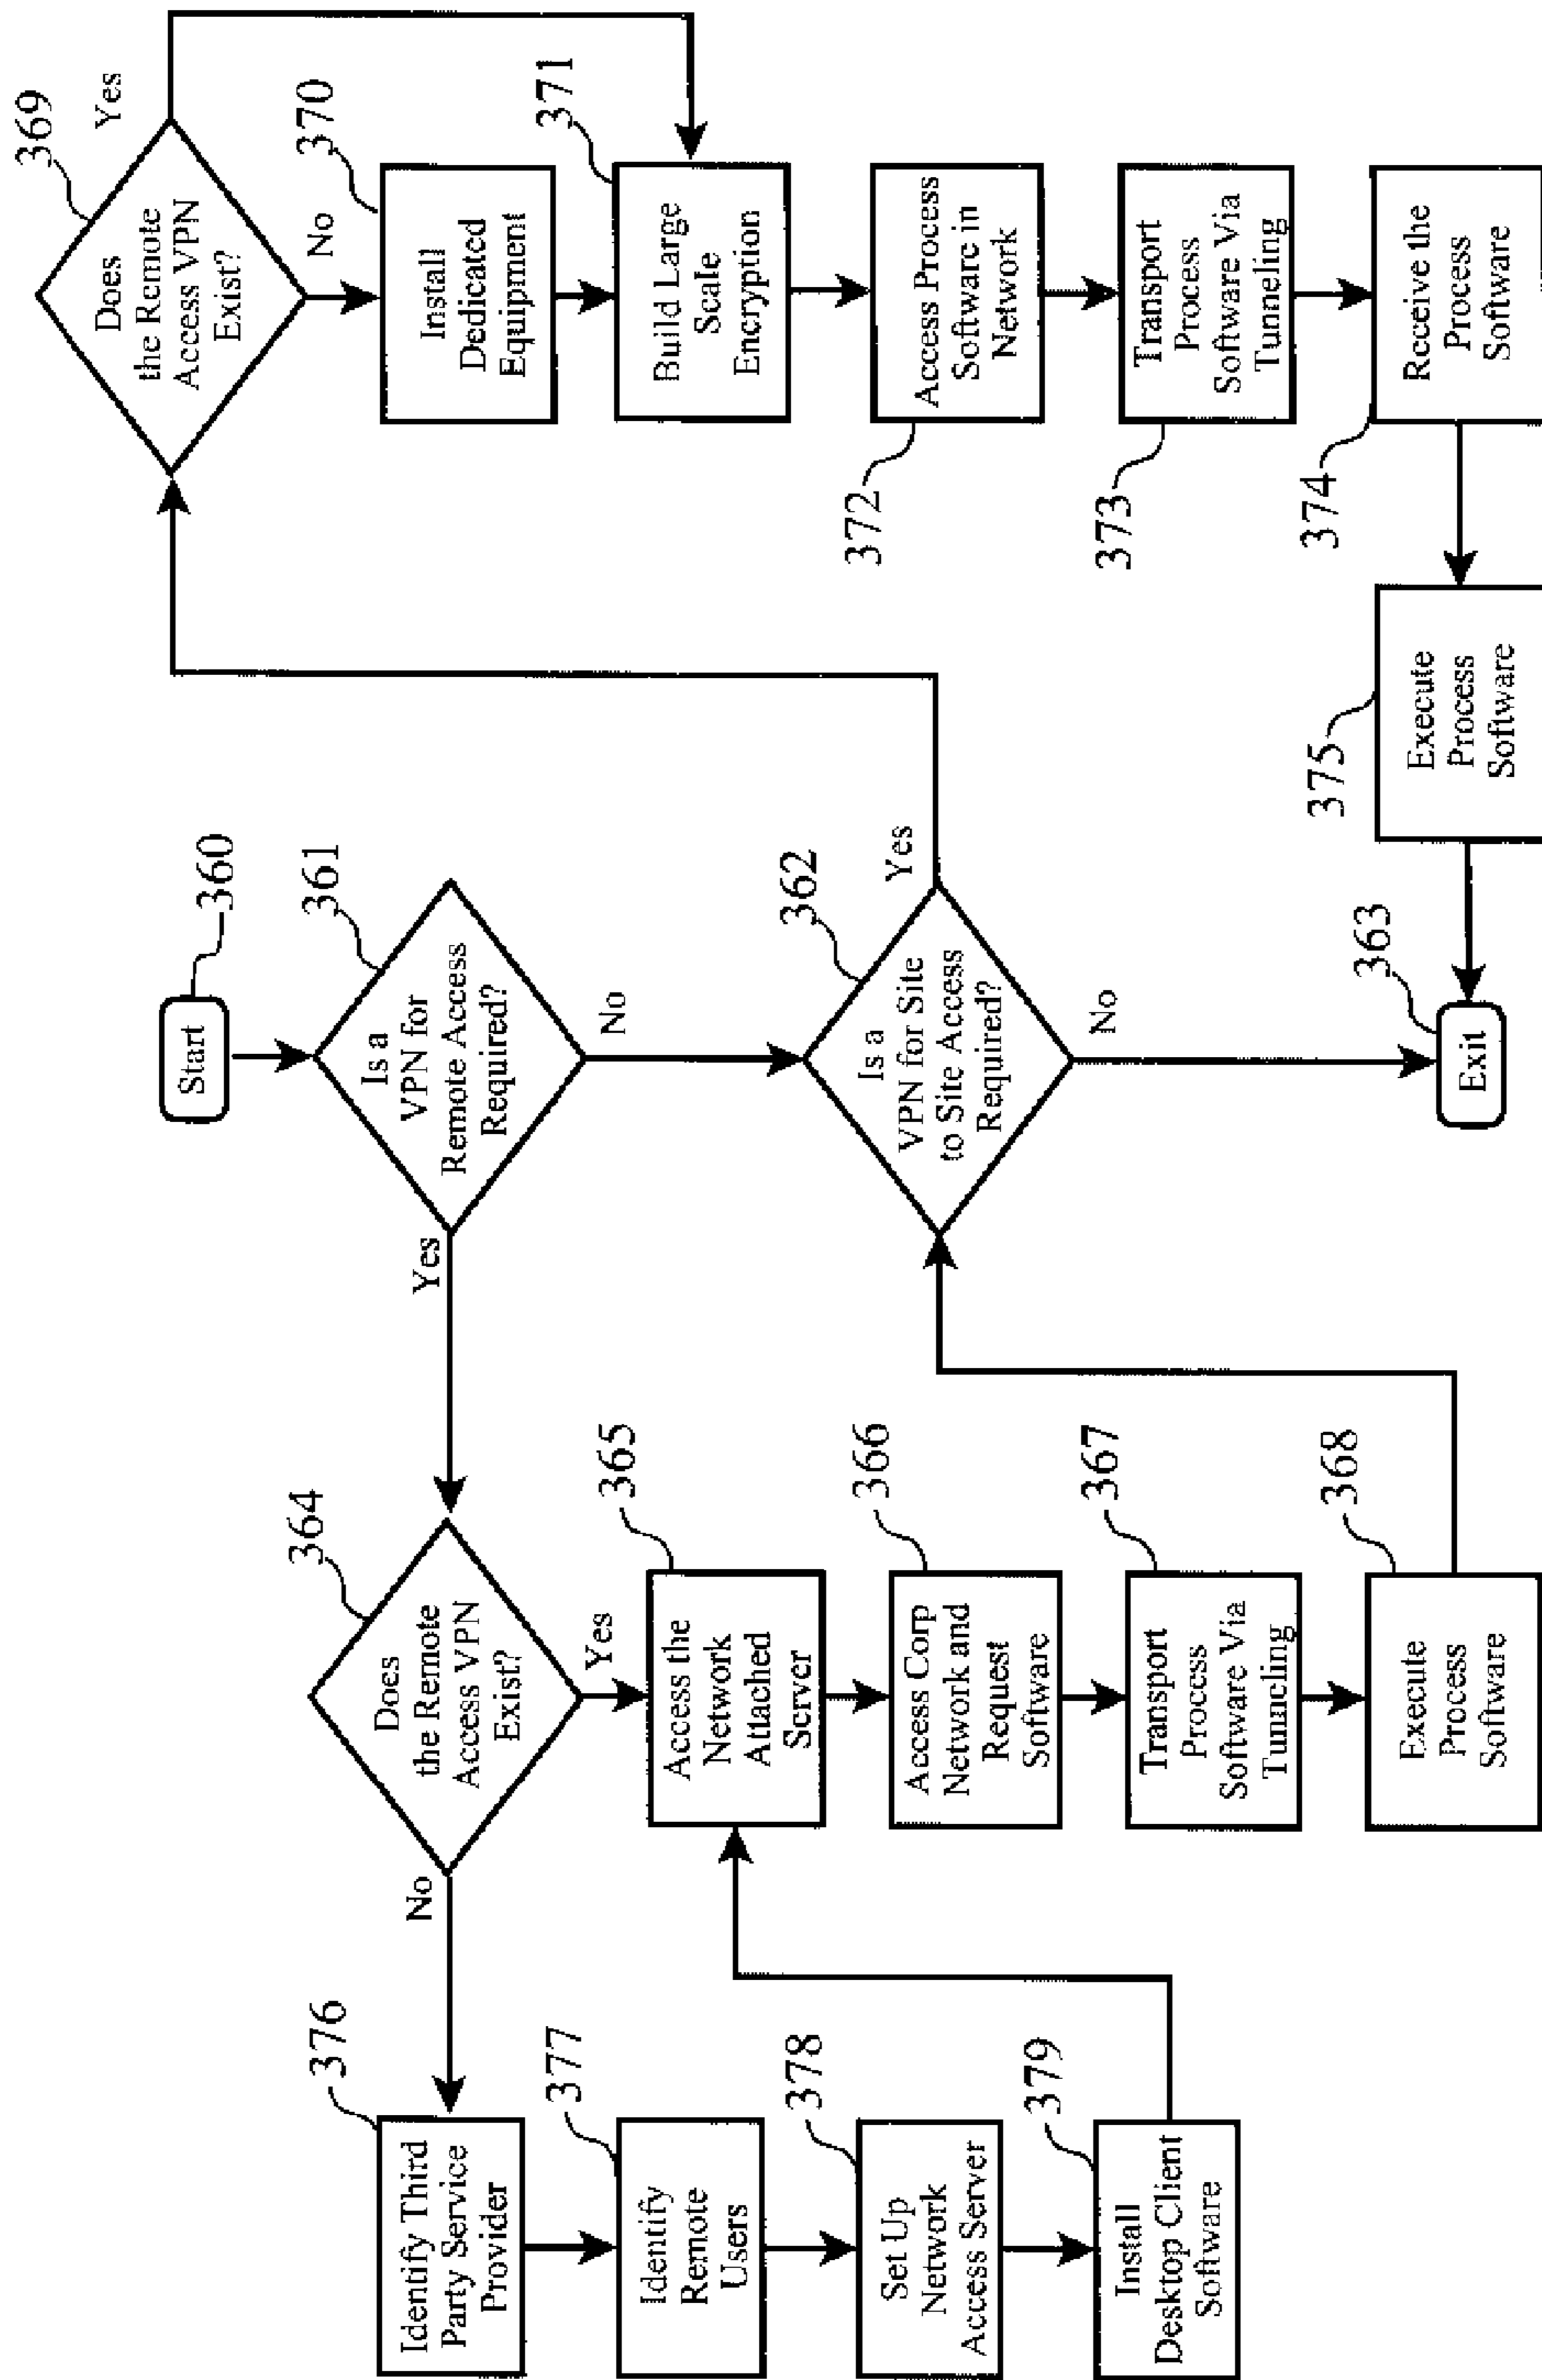 360
Start
361
Is a
VPN for
Remote Access
Required?
Yes
No
362
Is a
VPN for Site
to Site Access
Required?
Yes
No
363
Exit
364
Does
the Remote
Access VPN
Exist?
No
Yes
365
Access the
Network
Attached
Server
366
Access Corp
Network and
Request
Software
367
Transport
Process
Software Via
Tunneling
368
Execute
Process
Software
369
Does
the Remote
Access VPN
Exist?
Yes
No
370
Install
Dedicated
Equipment
371
Build Large
Scale
Encryption
372
Access Process
Software in
Network
373
Transport
Process
Software Via
Tunneling
374
Receive the
Process
Software
375
Execute
Process
Software
376
Identify Third
Party Service
Provider
377
Identify
Remote
Users
378
Set Up
Network
Access Server
379
Install
Desktop Client
Software